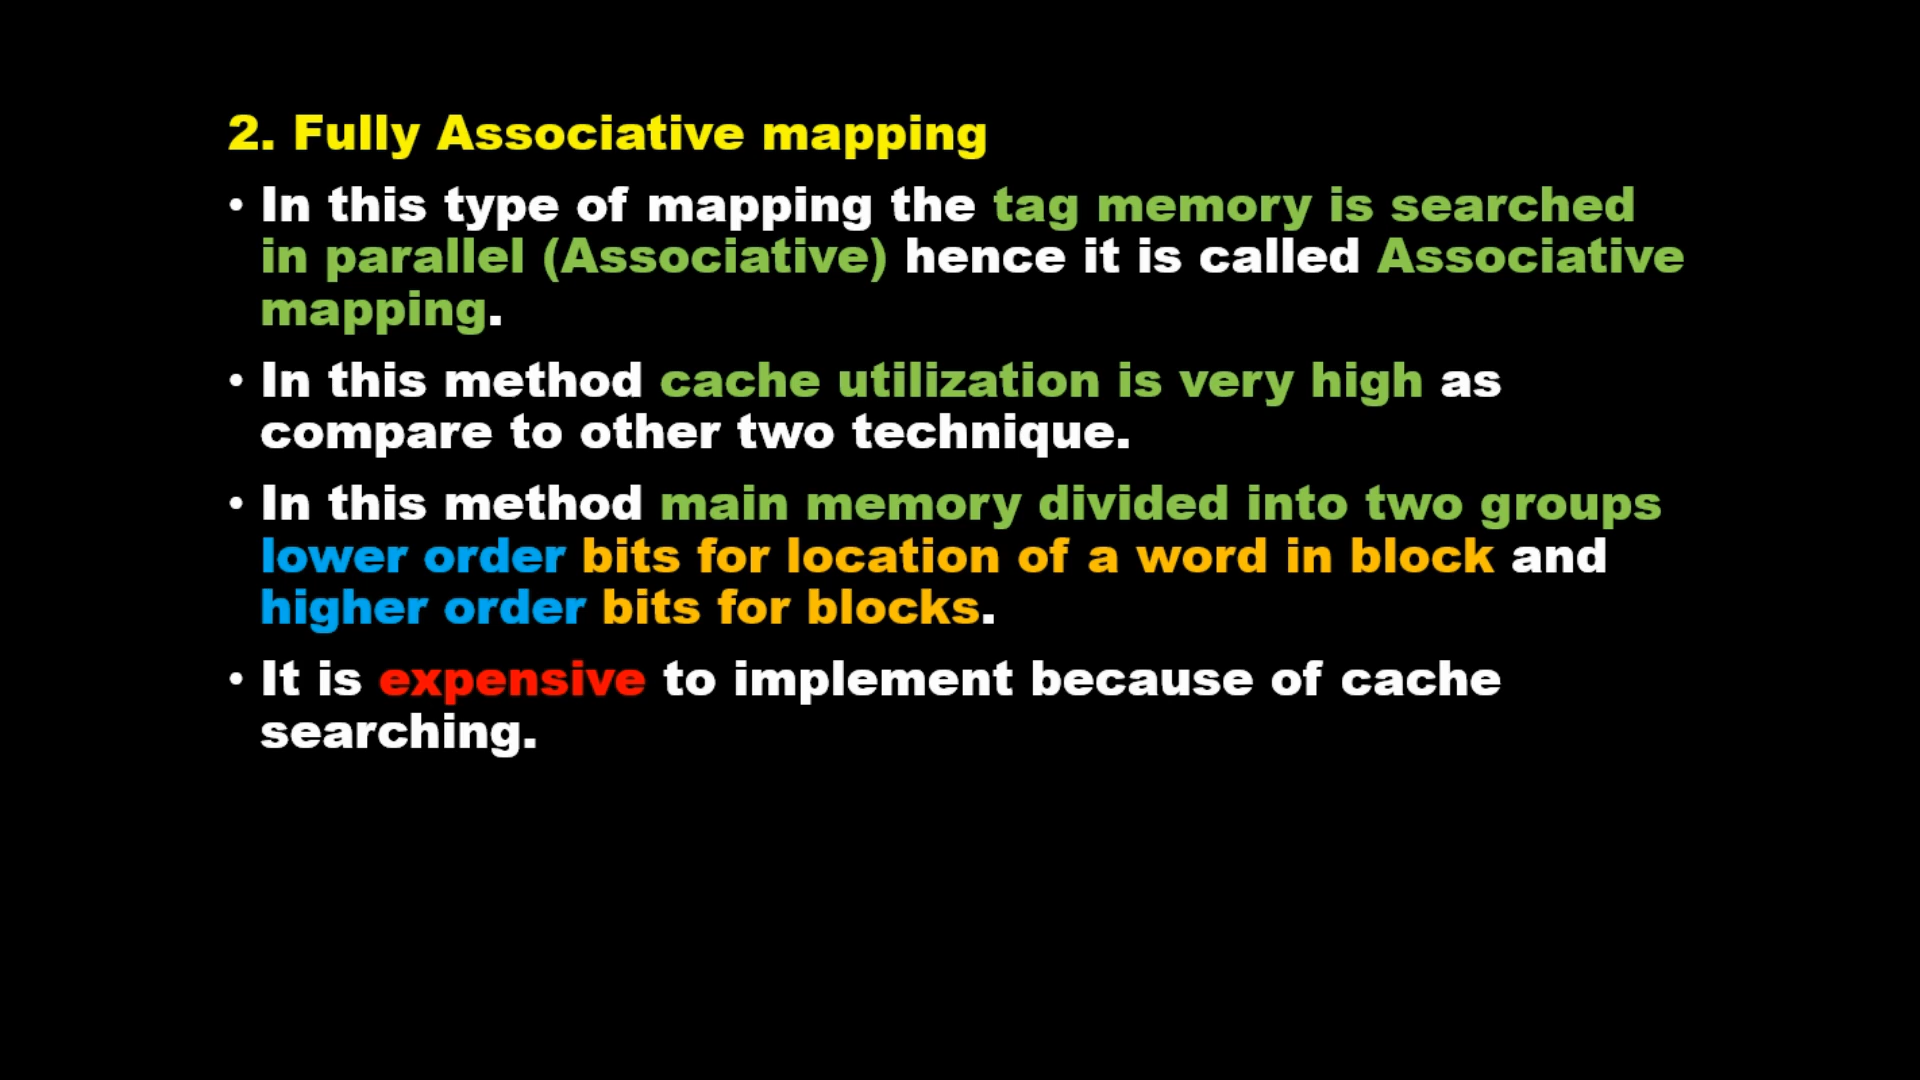 2. Fully Associative mapping
• In this type of mapping the tag memory is searched
in parallel (Associative) hence it is called Associative
mapping.
• In this method cache utilization is very high as
compare to other two technique.
• In this method main memory divided into two groups
lower order bits for location of a word in block and
higher order bits for blocks.
• It is expensive to implement because of cache
searching.